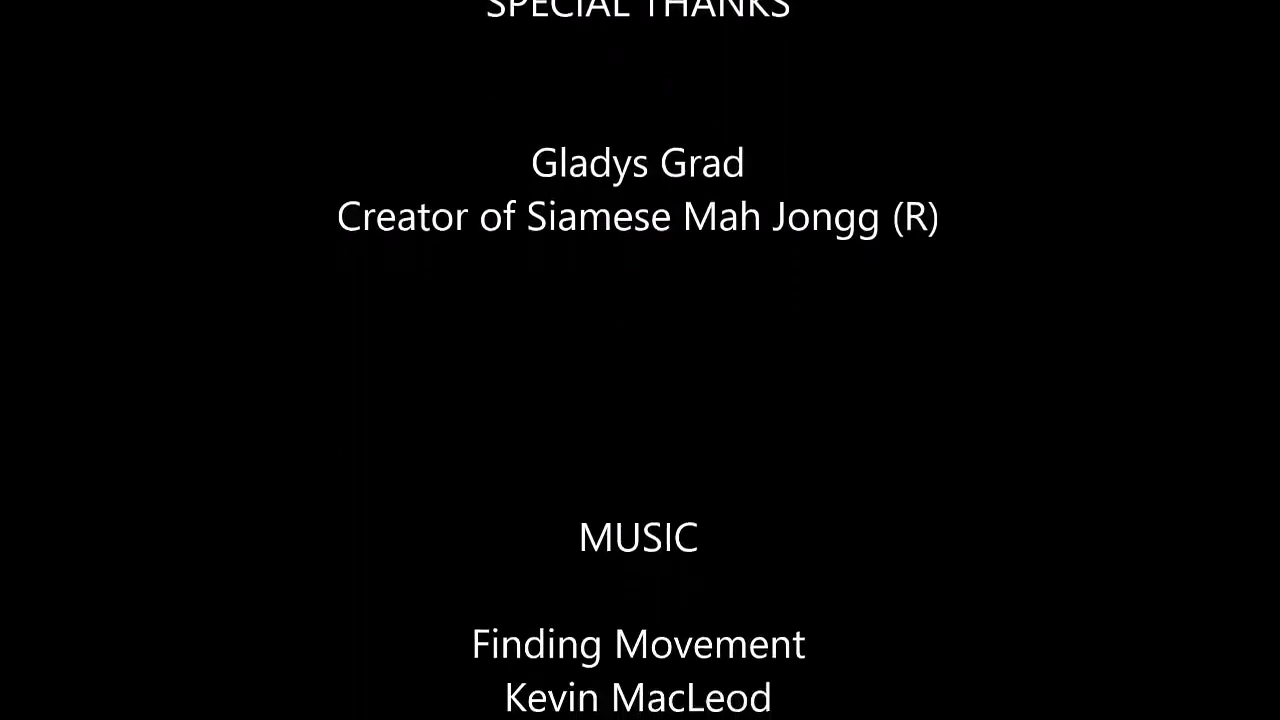 SPECIAL THANKS
Gladys Grad
Creator of Siamese Mah Jongg (R)
MUSIC
Finding Movement
Kevin MacLeod